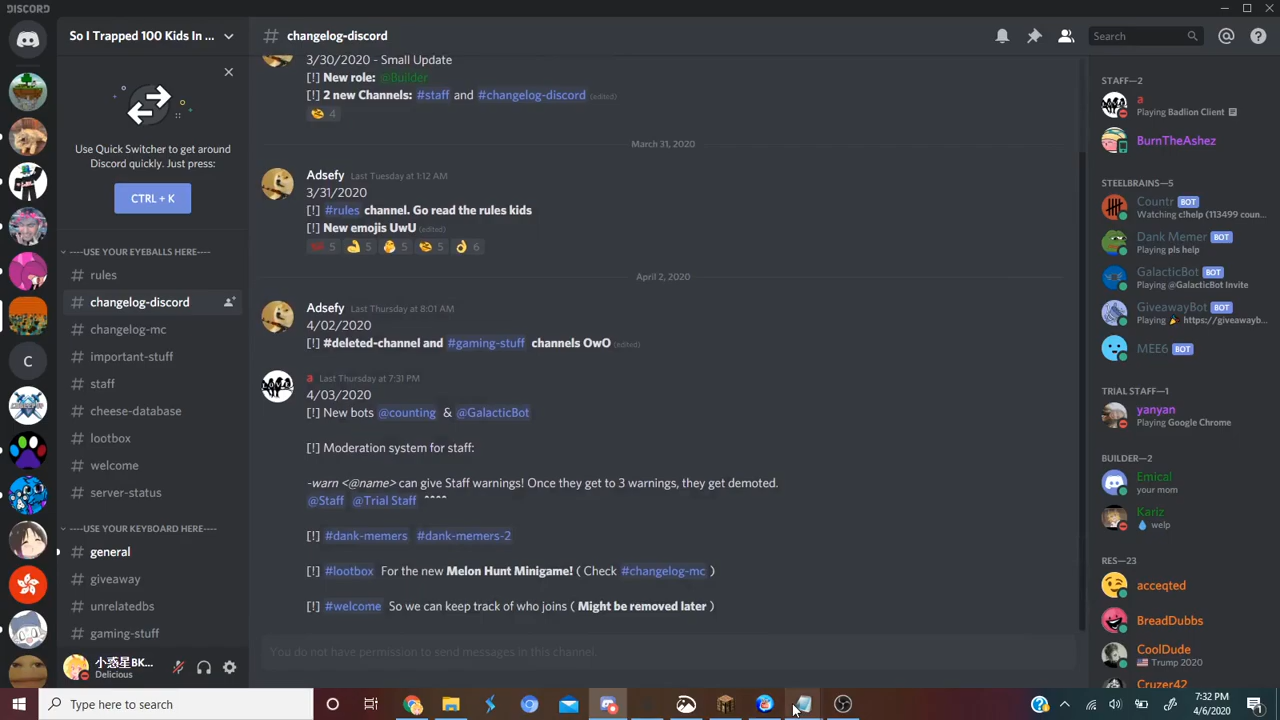 DISCORD
So I Trapped 100 Kids In ...
Use Quick Switcher to get around
Discord quickly. Just press:
CTRL + K
----USE YOUR EYEBALLS HERE----
# rules
# changelog-discord
# changelog-mc
# important-stuff
# staff
# cheese-database
# lootbox
# welcome
# server-status
----USE YOUR KEYBOARD HERE----
# general
# giveaway
# unrelatedbs
# gaming-stuff
小惑星BK...
Delicious
C
# changelog-discord
Search
3/30/2020 - Small Update
[!] New role: @Builder
[!] 2 new Channels: #staff and #changelog-discord (edited)
4
March 31, 2020
Adsefy Last Tuesday at 1:12 AM
3/31/2020
[!] #rules channel. Go read the rules kids
[!] New emojis UwU (edited)
5 5 5 5 6
April 2, 2020
Adsefy Last Thursday at 8:01 AM
4/02/2020
[!] #deleted-channel and #gaming-stuff channels OwO (edited)
a Last Thursday at 7:31 PM
4/03/2020
[!] New bots @counting & @GalacticBot
[!] Moderation system for staff:
-warn <@name> can give Staff warnings! Once they get to 3 warnings, they get demoted.
@Staff @Trial Staff ^^^^
[!] #dank-memers #dank-memers-2
[!] #lootbox For the new Melon Hunt Minigame! ( Check #changelog-mc )
[!] #welcome So we can keep track of who joins ( Might be removed later )
You do not have permission to send messages in this channel.
STAFF—2
a
Playing Badlion Client
BurnTheAshez
STEELBRAINS—5
Countr BOT
Watching c!help (113499 coun...
Dank Memer BOT
Playing pls help
GalacticBot BOT
Playing @GalacticBot Invite
GiveawayBot BOT
Playing 🎉 https://giveawayb...
MEE6 BOT
TRIAL STAFF—1
yanyan
Playing Google Chrome
BUILDER—2
Emical
your mom
Kariz
💧 welp
RES—23
acceqted
BreadDubbs
CoolDude
🇺🇸 Trump 2020
Cruzer42
Type here to search
7:32 PM
4/6/2020